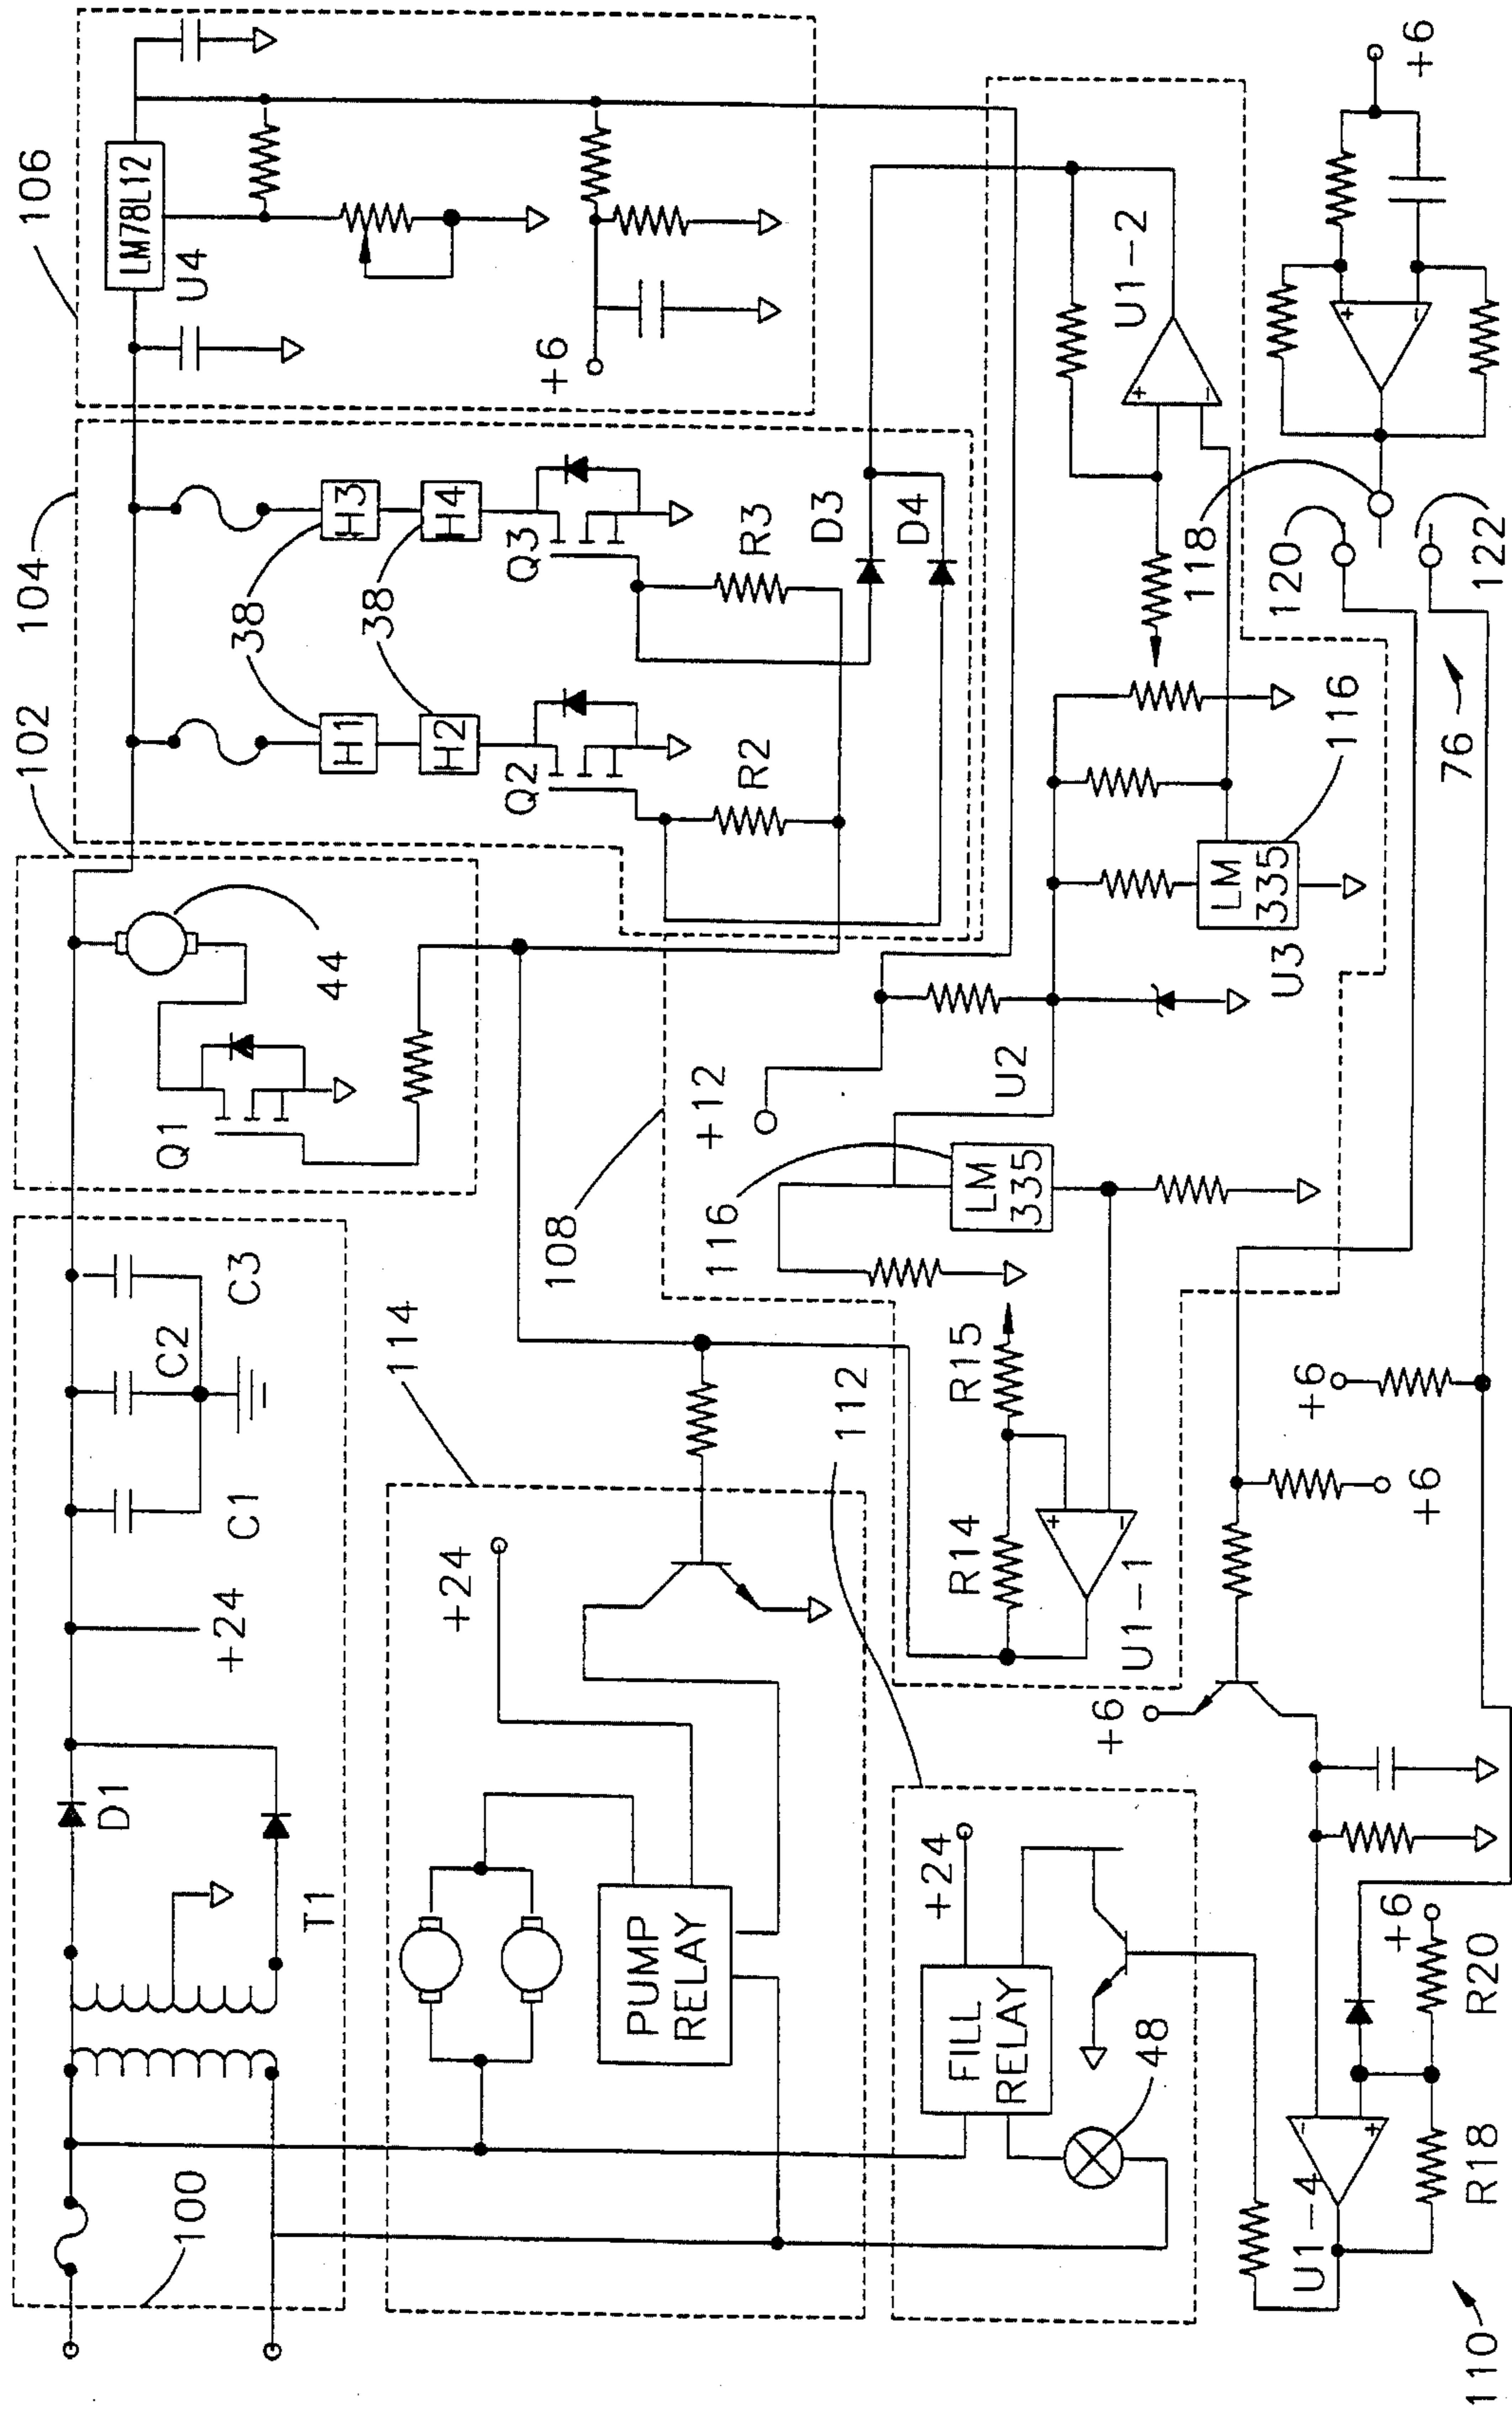 106
LM78L12
U4
+6
104
38
H3
38
H4
Q3
R3
D3
D4
H1
H2
Q2
R2
102
44
Q1
U1-2
+
-
118
120
122
+6
+
-
76
116
LM
335
U3
U2
+12
108
116
LM
335
C3
C2
C1
+24
D1
T1
100
114
112
+24
PUMP
RELAY
R15
R14
+
-
U1-1
+6
+6
+6
+24
FILL
RELAY
48
+6
R20
R18
-
+
U1-4
110